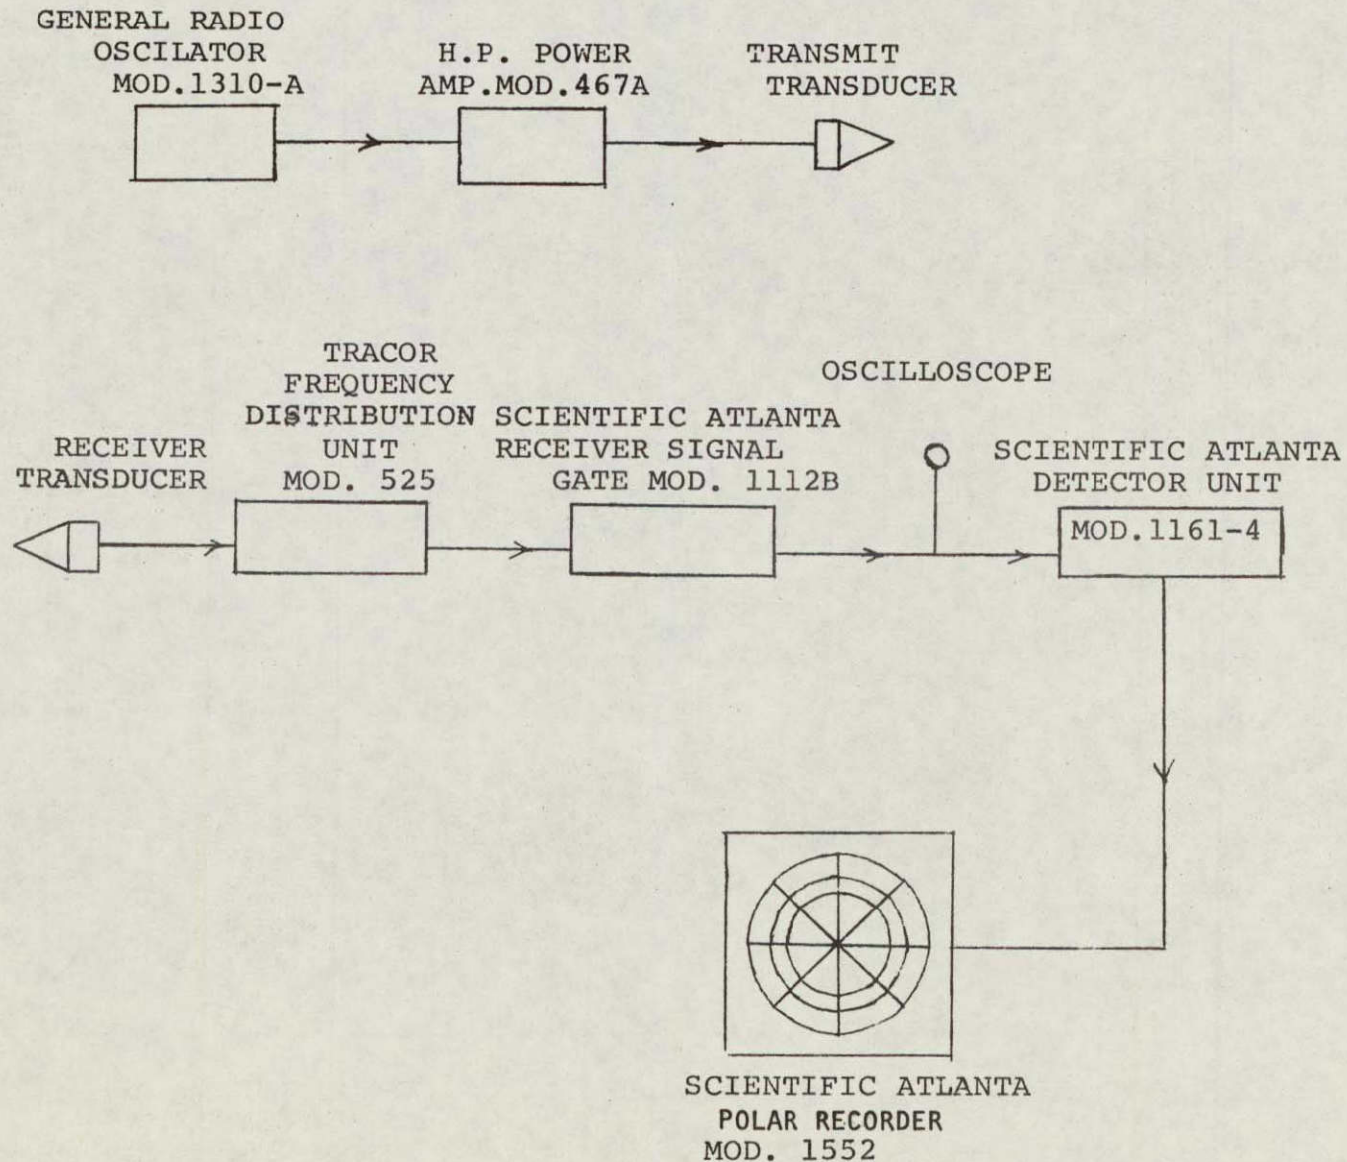 GENERAL RADIO
OSCILATOR
MOD.1310-A
H.P. POWER
AMP.MOD.467A
TRANSMIT
TRANSDUCER
RECEIVER
TRANSDUCER
TRACOR
FREQUENCY
DISTRIBUTION
UNIT
MOD. 525
SCIENTIFIC ATLANTA
RECEIVER SIGNAL
GATE MOD. 1112B
OSCILLOSCOPE
SCIENTIFIC ATLANTA
DETECTOR UNIT
MOD.1161-4
SCIENTIFIC ATLANTA
POLAR RECORDER
MOD. 1552